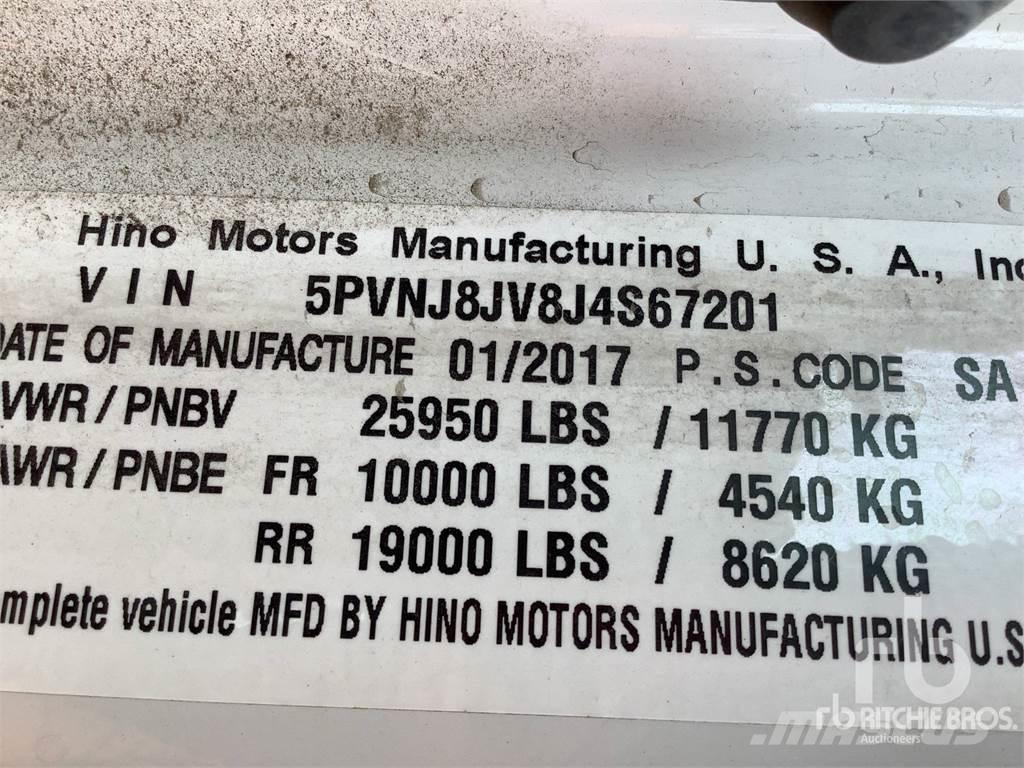 Hino Motors Manufacturing U. S. A., Inc
VIN 5PVNJ8JV8J4S67201
DATE OF MANUFACTURE 01/2017 P.S.CODE SA
VWR / PNBV 25950 LBS / 11770 KG
AWR / PNBE FR 10000 LBS / 4540 KG
RR 19000 LBS / 8620 KG
mplete vehicle MFD BY HINO MOTORS MANUFACTURING U.S
rb RITCHIE BROS.
Auctioneers